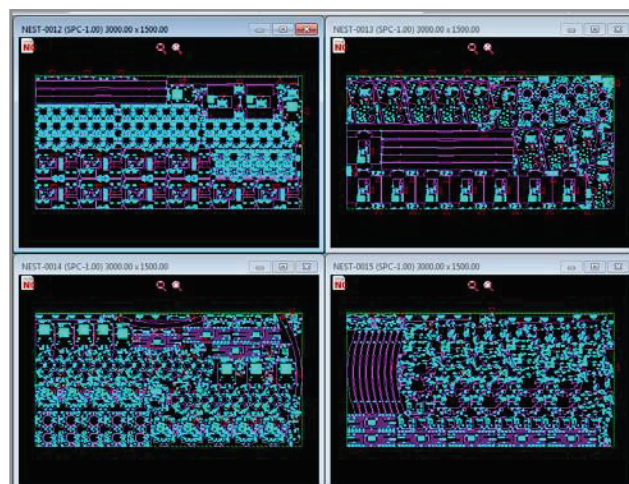 NEST-0012 (SPC-1.00) 3000.00 x 1500.00
NEST-0013 (SPC-1.00) 3000.00 x 1500.00
NEST-0014 (SPC-1.00) 3000.00 x 1500.00
NEST-0015 (SPC-1.00) 3000.00 x 1500.00